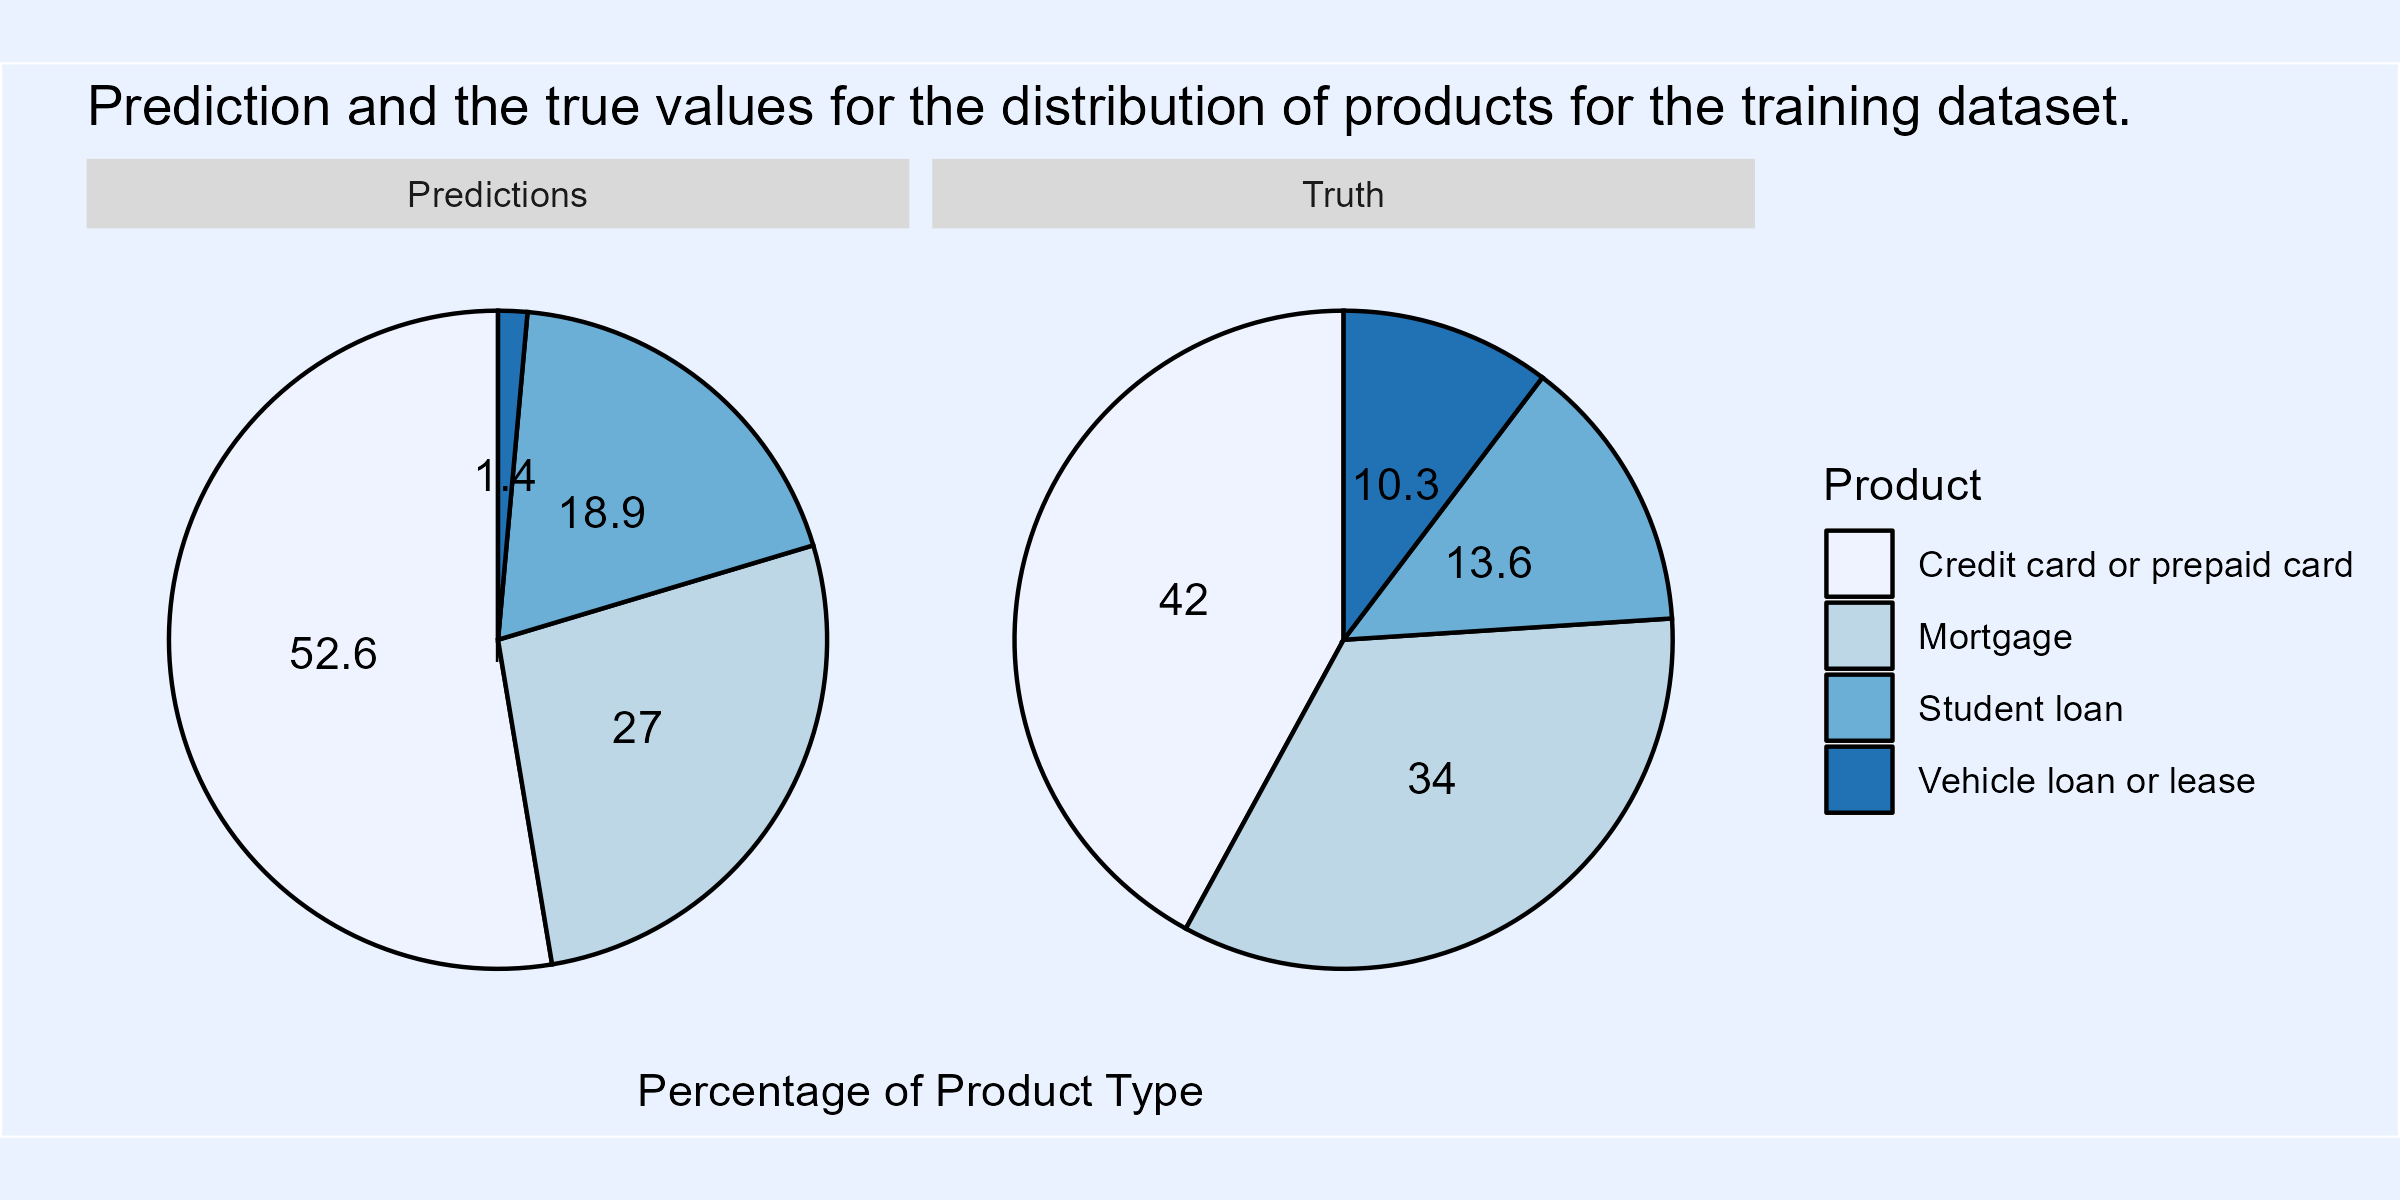 Prediction and the true values for the distribution of products for the training dataset.
Predictions
Truth
1.4
18.9
52.6
27
10.3
13.6
42
34
Product
Credit card or prepaid card
Mortgage
Student loan
Vehicle loan or lease
Percentage of Product Type